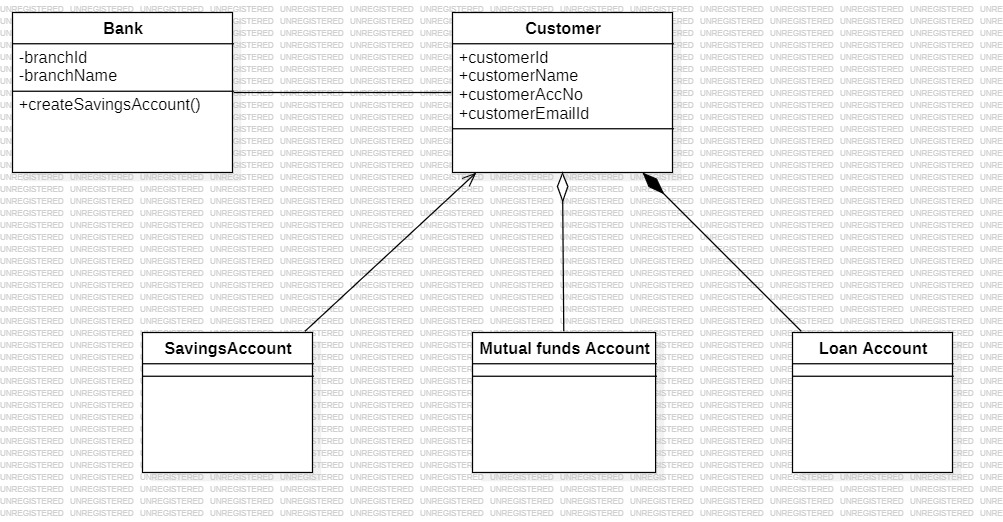 Bank
-branchId
-branchName
+createSavingsAccount()
Customer
+customerId
+customerName
+customerAccNo
+customerEmailId
SavingsAccount
Mutual funds Account
Loan Account
UNREGISTERED